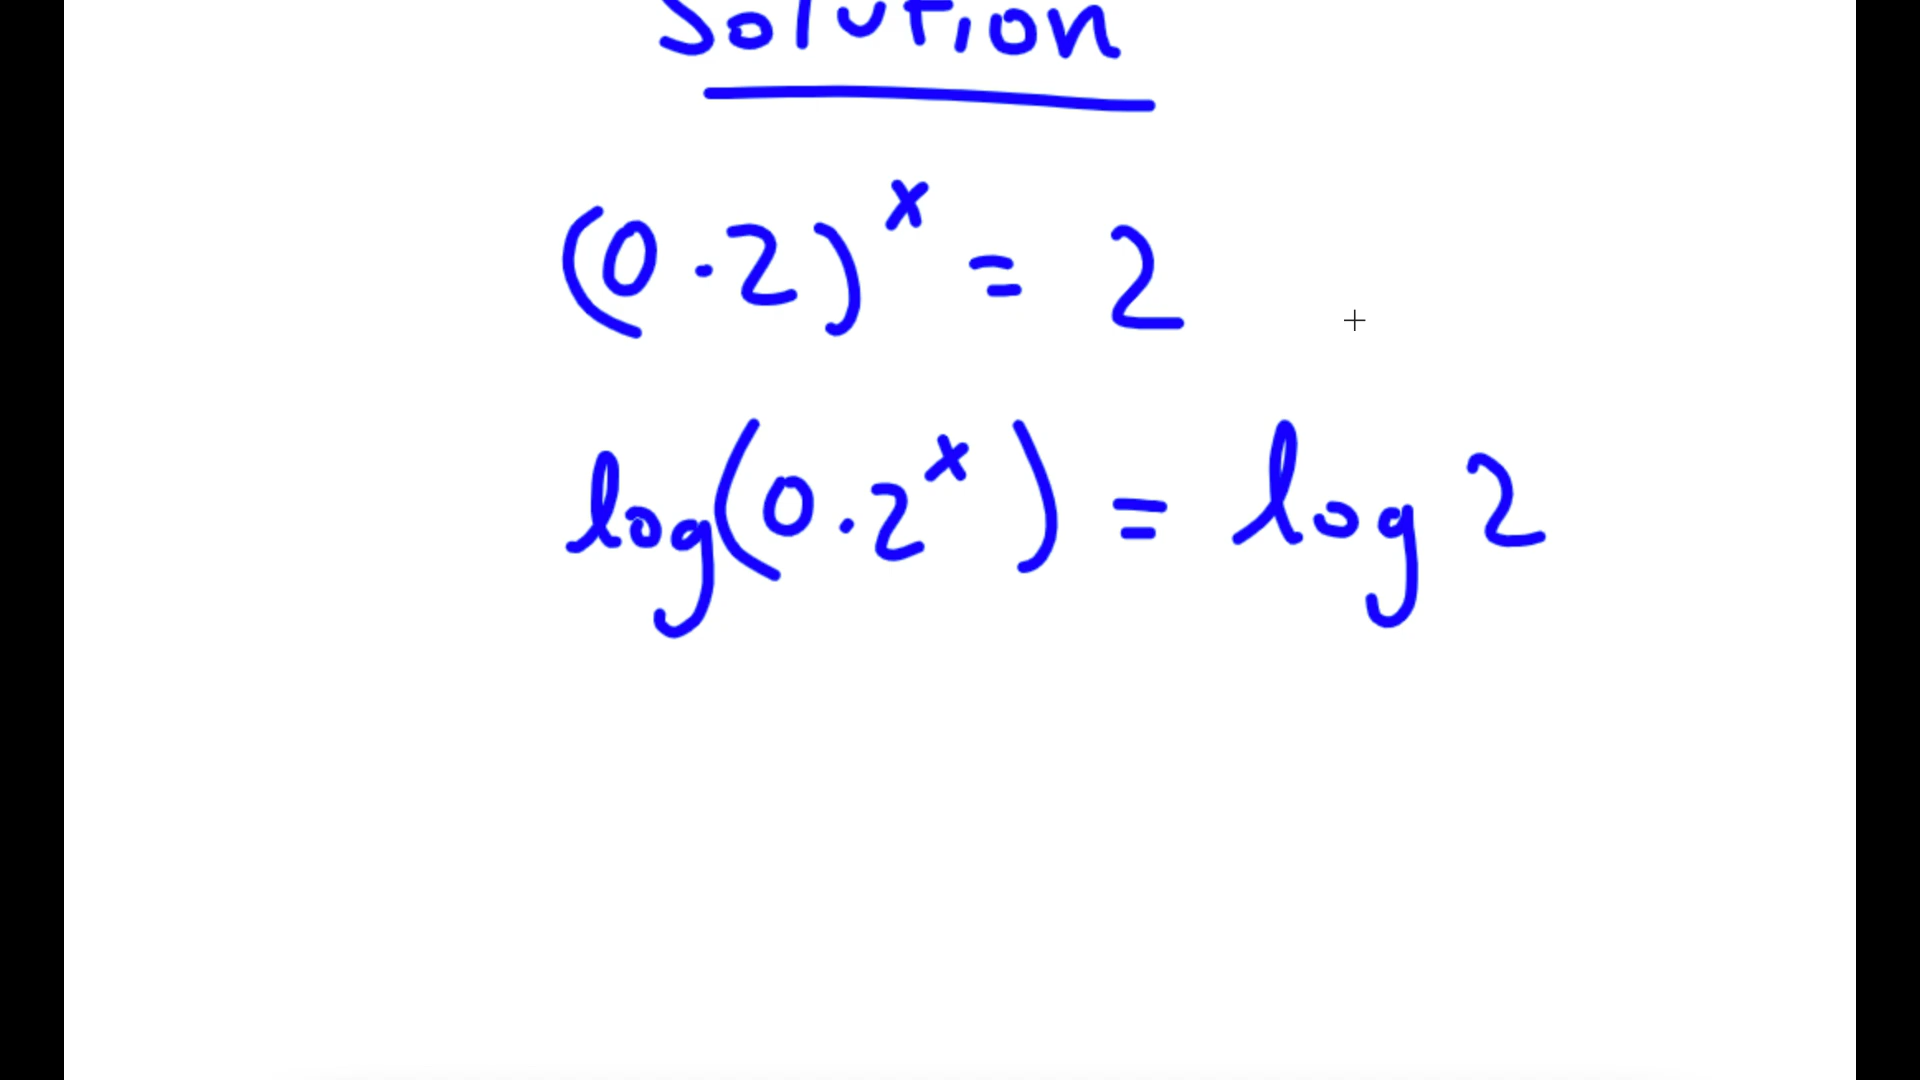 Solution
(0.2)^x = 2
log(0.2^x) = log 2